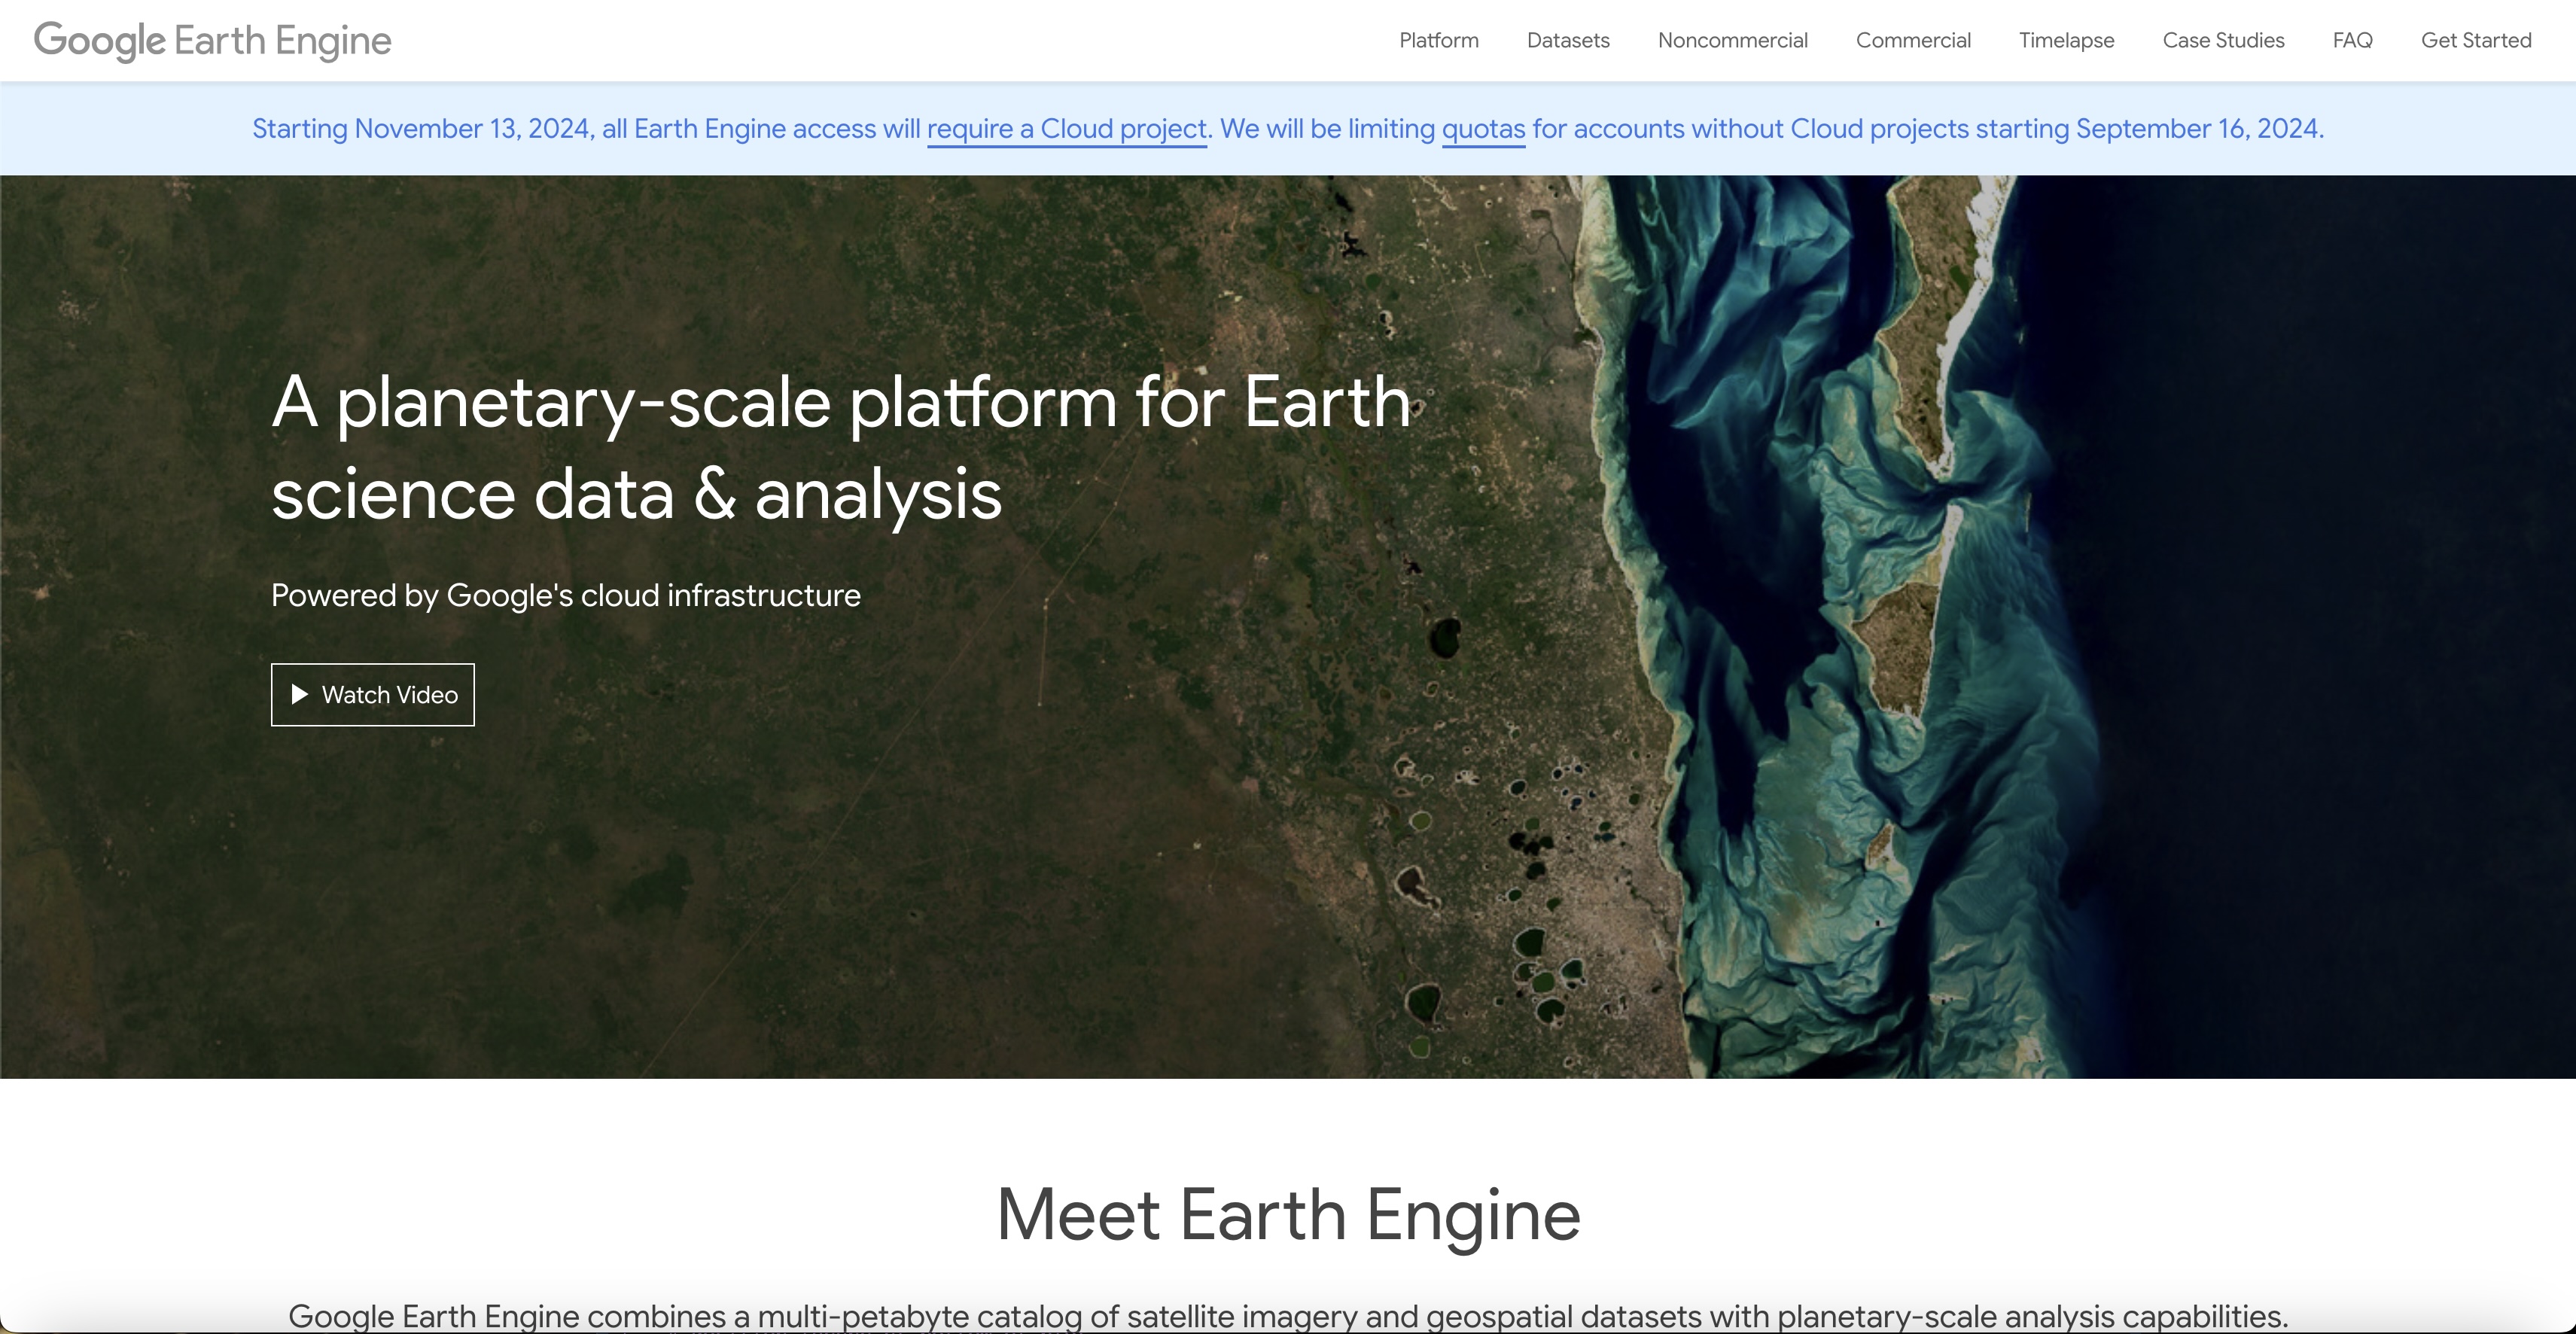 Google Earth Engine
Platform Datasets Noncommercial Commercial Timelapse Case Studies FAQ Get Started
Starting November 13, 2024, all Earth Engine access will require a Cloud project. We will be limiting quotas for accounts without Cloud projects starting September 16, 2024.
A planetary-scale platform for Earth
science data & analysis
Powered by Google's cloud infrastructure
Watch Video
Meet Earth Engine
Google Earth Engine combines a multi-petabyte catalog of satellite imagery and geospatial datasets with planetary-scale analysis capabilities.